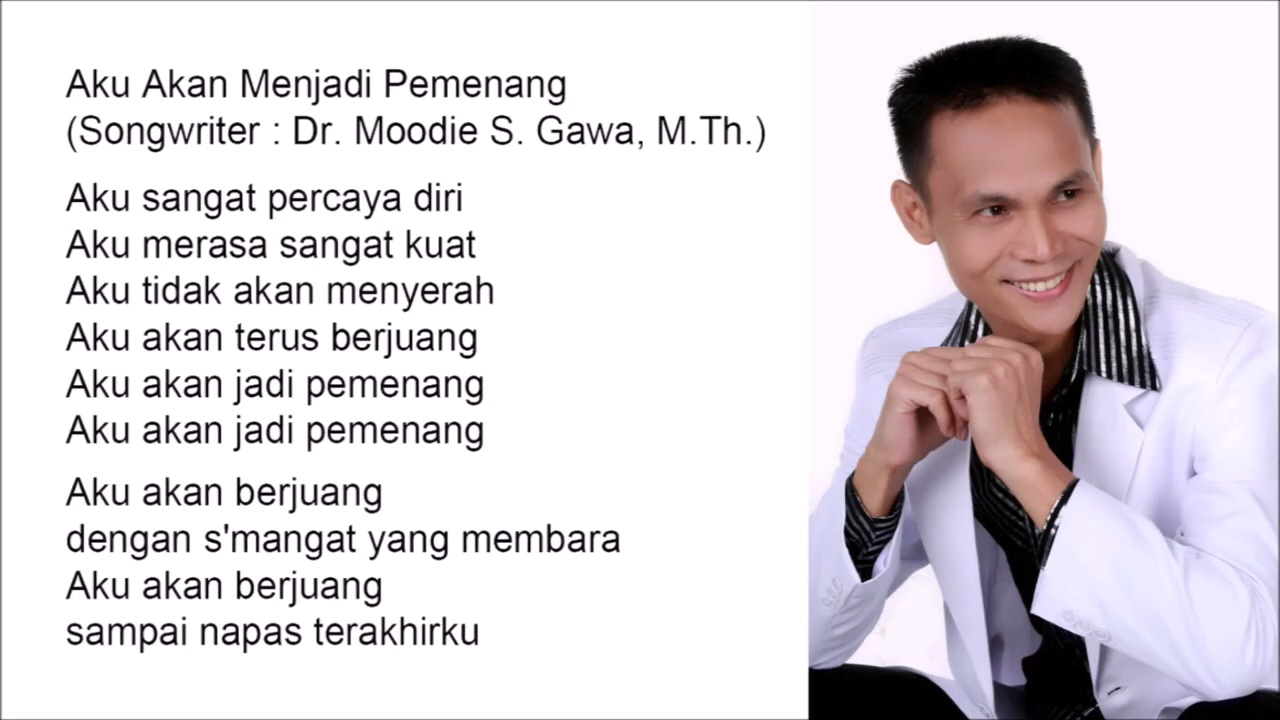 Aku Akan Menjadi Pemenang
(Songwriter : Dr. Moodie S. Gawa, M.Th.)
Aku sangat percaya diri
Aku merasa sangat kuat
Aku tidak akan menyerah
Aku akan terus berjuang
Aku akan jadi pemenang
Aku akan jadi pemenang
Aku akan berjuang
dengan s'mangat yang membara
Aku akan berjuang
sampai napas terakhirku